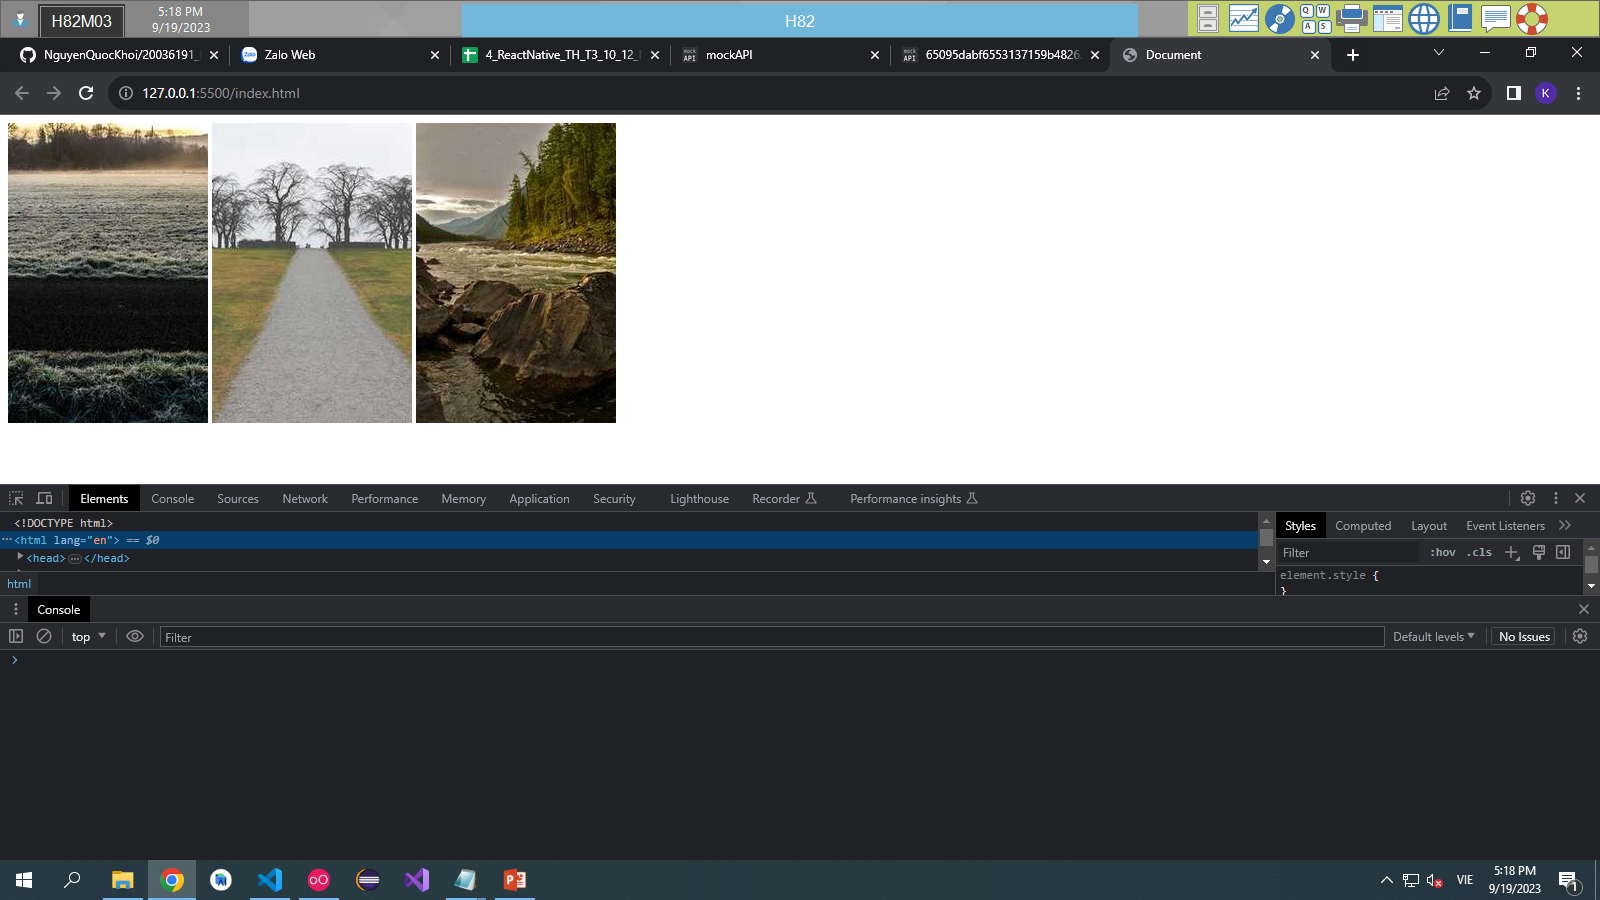 H82M03
5:18 PM
9/19/2023
H82
Q W
A S
NguyenQuocKhoi/20036191_
Zalo Web
4_ReactNative_TH_T3_10_12_
mockAPI
65095dabf6553137159b4826.
Document
127.0.0.1:5500/index.html
K
Elements Console Sources Network Performance Memory Application Security Lighthouse Recorder Performance insights
<!DOCTYPE html>
<html lang="en"> == $0
<head> ··· </head>
html
Styles Computed Layout Event Listeners
Filter :hov .cls
element.style {
}
Console
top Filter Default levels No Issues
VIE
5:18 PM
9/19/2023
1